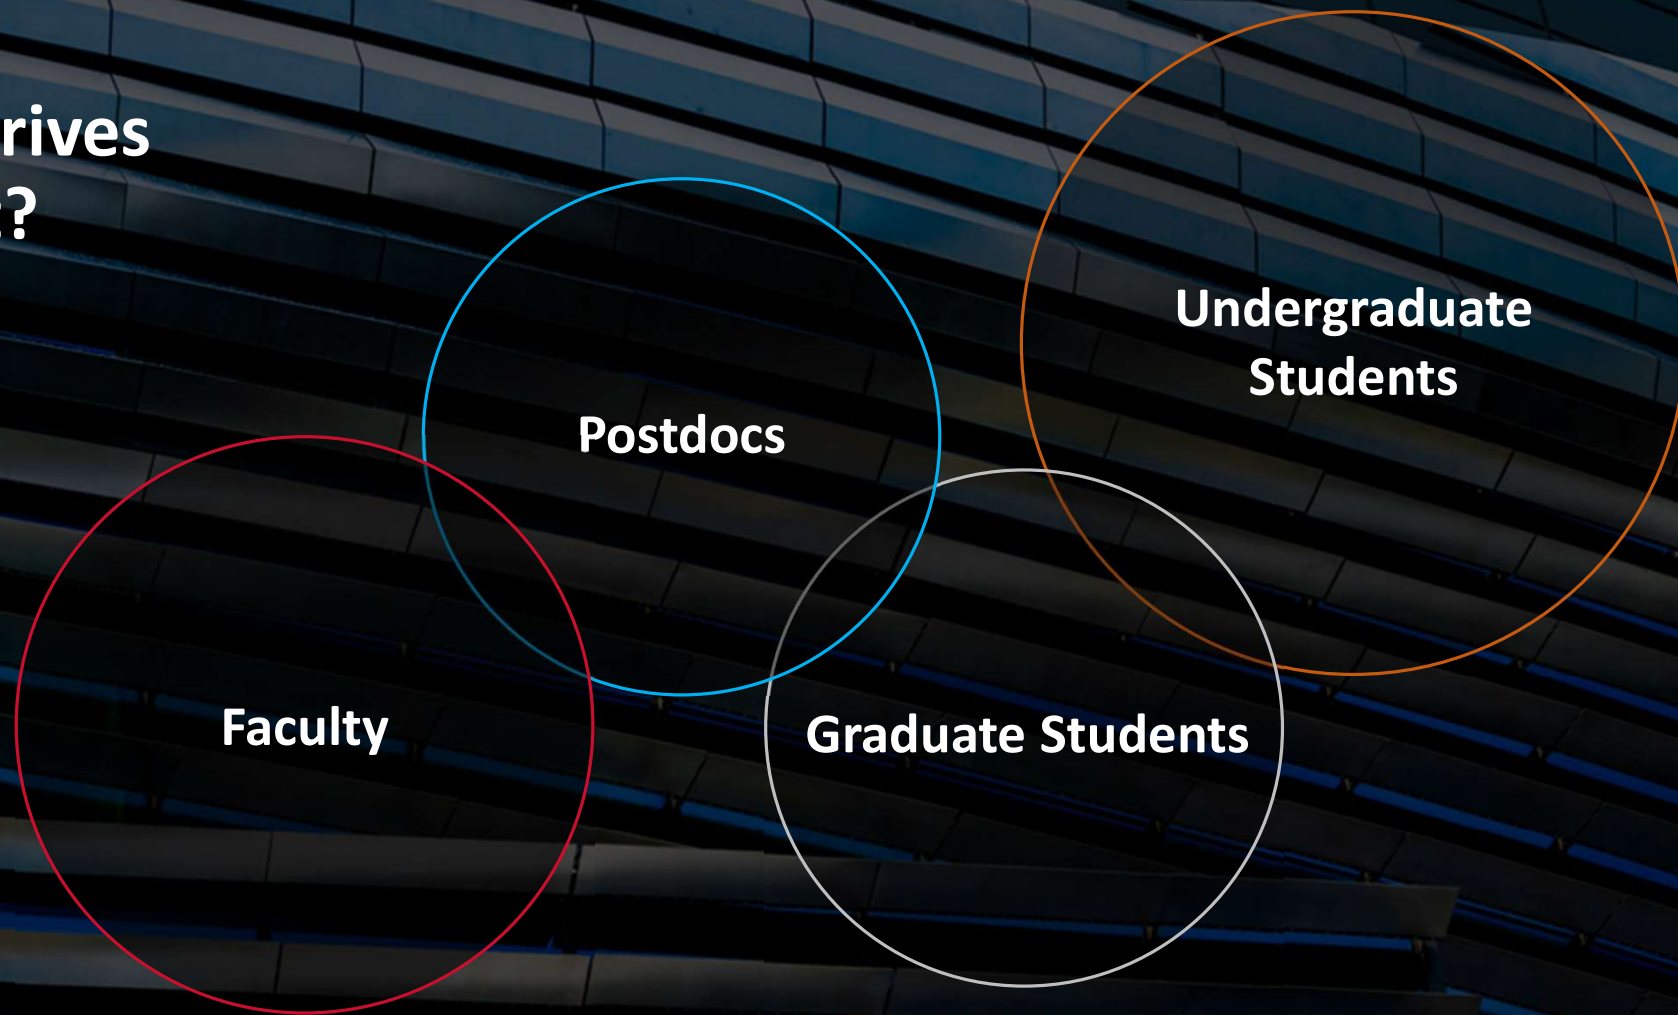 rives
?
Undergraduate
Students
Postdocs
Faculty
Graduate Students